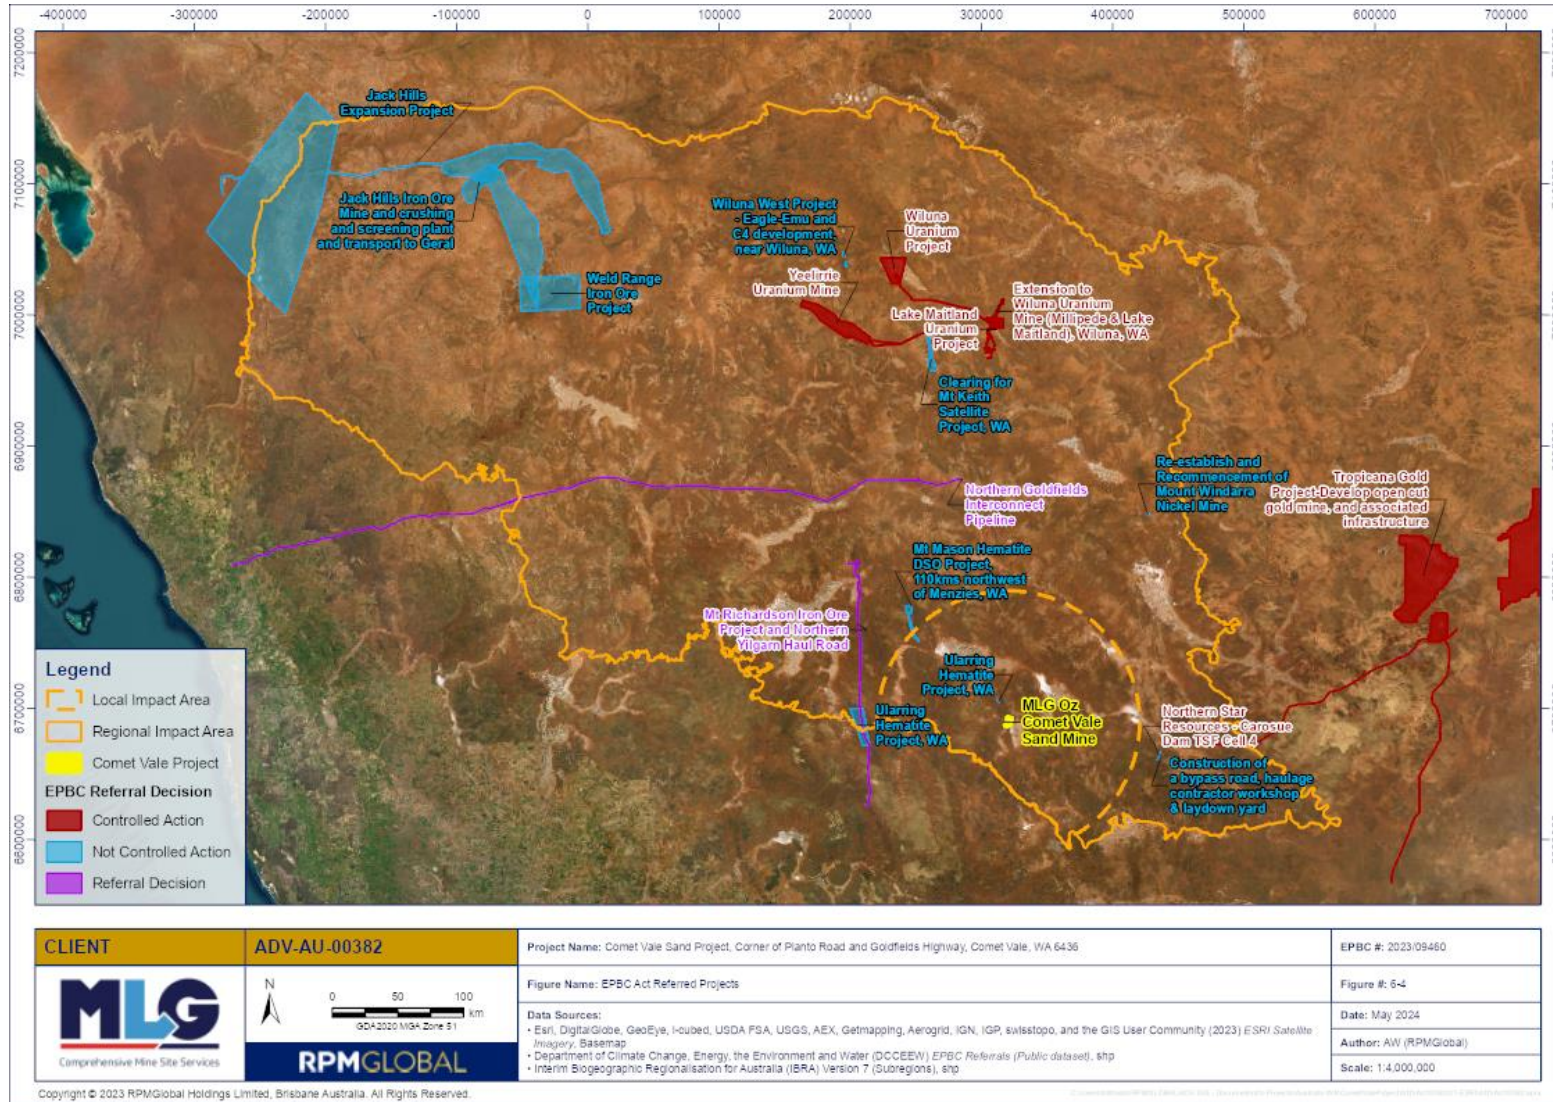 -400000 -300000 -200000 -100000 0 100000 200000 300000 400000 500000 600000 700000
7200000
7100000
7000000
6900000
6800000
6700000
6600000
Jack Hills
Expansion Project
Jack Hills Iron Ore
Mine and crushing
and screening plant
and transport to Geral
Weld Range
Iron Ore
Project
Wiluna West Project
- Eagle-Emu and
C4 development,
near Wiluna, WA
Wiluna
Uranium
Project
Yeelirrie
Uranium Mine
Lake Maitland
Uranium
Project
Extension to
Wiluna Uranium
Mine (Millipede & Lake
Maitland), Wiluna, WA
Clearing for
Mt Keith
Satellite
Project, WA
Re-establish and
Recommencement of
Mount Windarra
Nickel Mine
Tropicana Gold
Project-Develop open cut
gold mine, and associated
infrastructure
Northern Goldfields
Interconnect
Pipeline
Mt Mason Hematite
DSO Project,
110kms northwest
of Menzies, WA
Mt Richardson Iron Ore
Project and Northern
Yilgarn Haul Road
Ularring
Hematite
Project, WA
Ularring
Hematite
Project, WA
MLG Oz
Comet Vale
Sand Mine
Northern Star
Resources - Carosue
Dam TSF Cell 4
Construction of
a bypass road, haulage
contractor workshop
& laydown yard
Legend
Local Impact Area
Regional Impact Area
Comet Vale Project
EPBC Referral Decision
Controlled Action
Not Controlled Action
Referral Decision
CLIENT
MLG
Comprehensive Mine Site Services
ADV-AU-00382
N
0 50 100
km
GDA2020 MGA Zone 51
RPMGLOBAL
Project Name: Comet Vale Sand Project, Corner of Planto Road and Goldfields Highway, Comet Vale, WA 6436
Figure Name: EPBC Act Referred Projects
Data Sources:
• Esri, DigitalGlobe, GeoEye, i-cubed, USDA FSA, USGS, AEX, Getmapping, Aerogrid, IGN, IGP, swisstopo, and the GIS User Community (2023) ESRI Satellite
Imagery, Basemap
• Department of Climate Change, Energy, the Environment and Water (DCCEEW) EPBC Referrals (Public dataset), shp
• Interim Biogeographic Regionalisation for Australia (IBRA) Version 7 (Subregions), shp
EPBC #: 2023/09460
Figure #: 6-4
Date: May 2024
Author: AW (RPMGlobal)
Scale: 1:4,000,000
Copyright © 2023 RPMGlobal Holdings Limited, Brisbane Australia. All Rights Reserved.